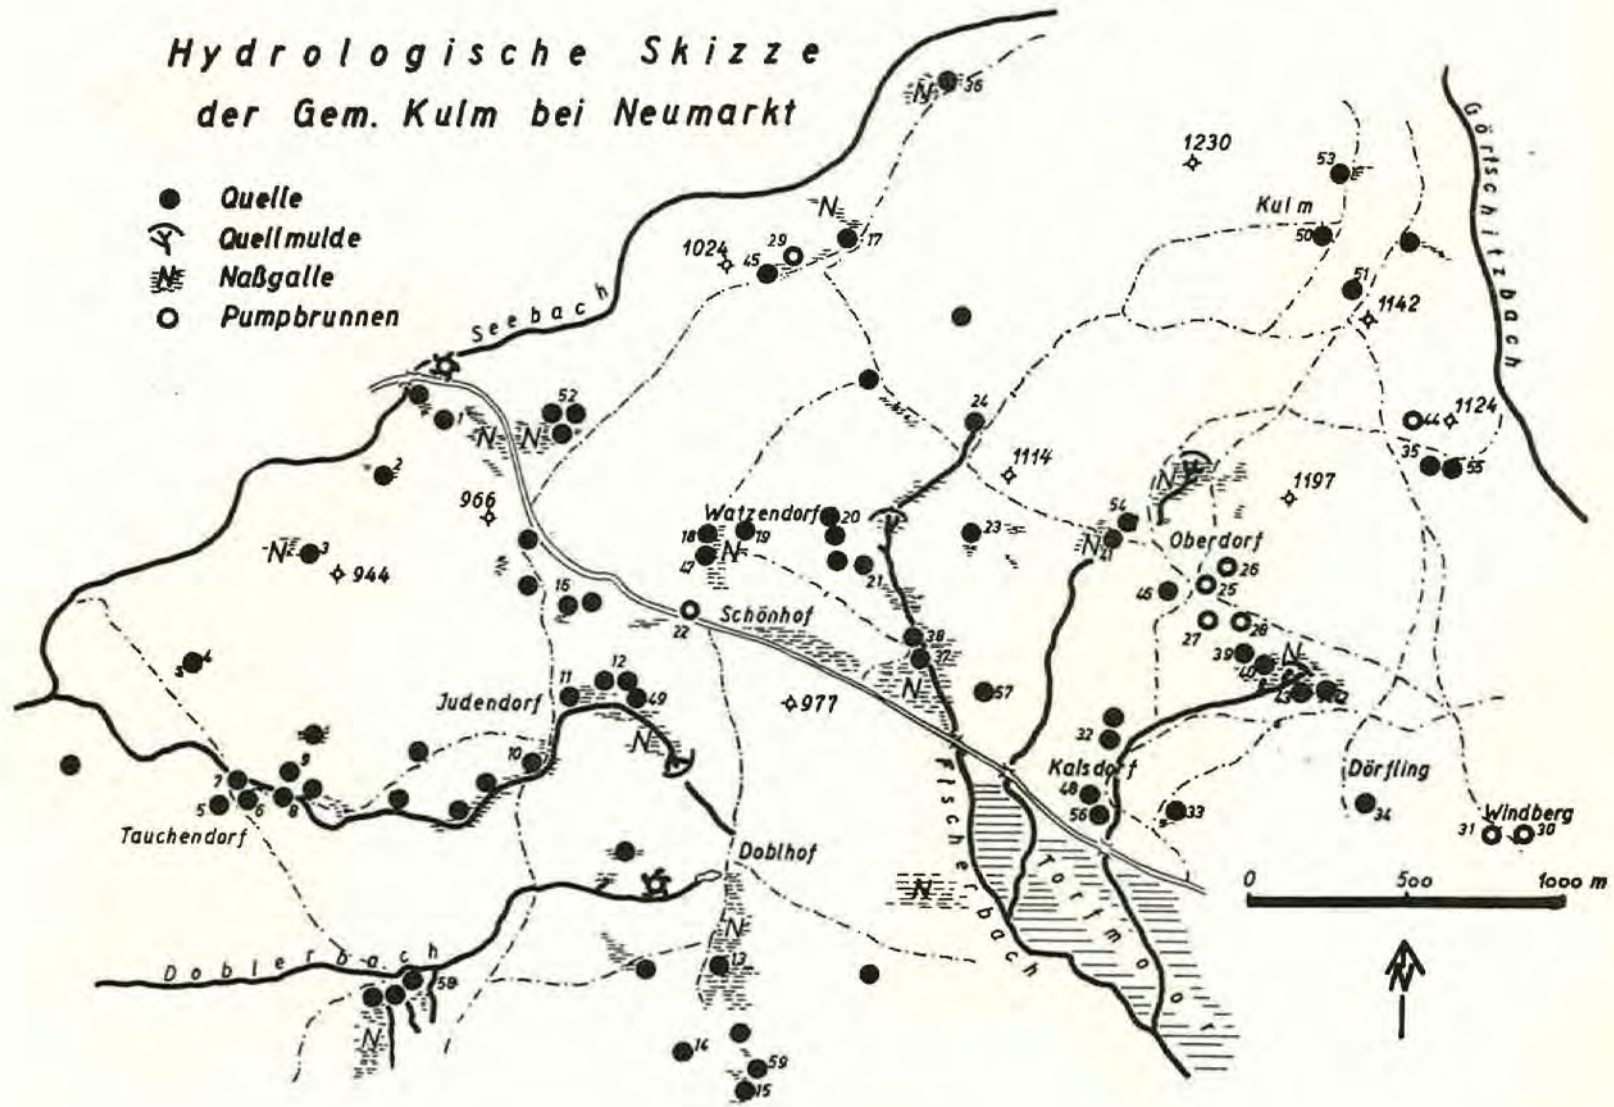 Hydrologische Skizze
der Gem. Kulm bei Neumarkt
Quelle
Quellmulde
N Naßgalle
Pumpbrunnen
N 36
1230
53
Kulm
50
Görtschitzbach
N
1024 29 17
45
51
1142
Seebach
52
1
N N
24
44 1124
35 55
2
966
1114
N
1197
Watzendorf 20
18 19
N
47
21
23
54
N 41
Oberdorf
26
25
46
N 3
944
16
22
Schönhof
38
37
N
27 28
39 N
40
43 42
4
11 12
49
Judendorf
N
977
57
10
32
Kalsdorf
48
56
33
Dörfling
34
Windberg
31 30
7 9
5 6 8
Tauchendorf
Doblhof
Fischerbach
Torfmoor
N
0 500 1000 m
N
N
Doblerbach
58
N
13
14
59
15